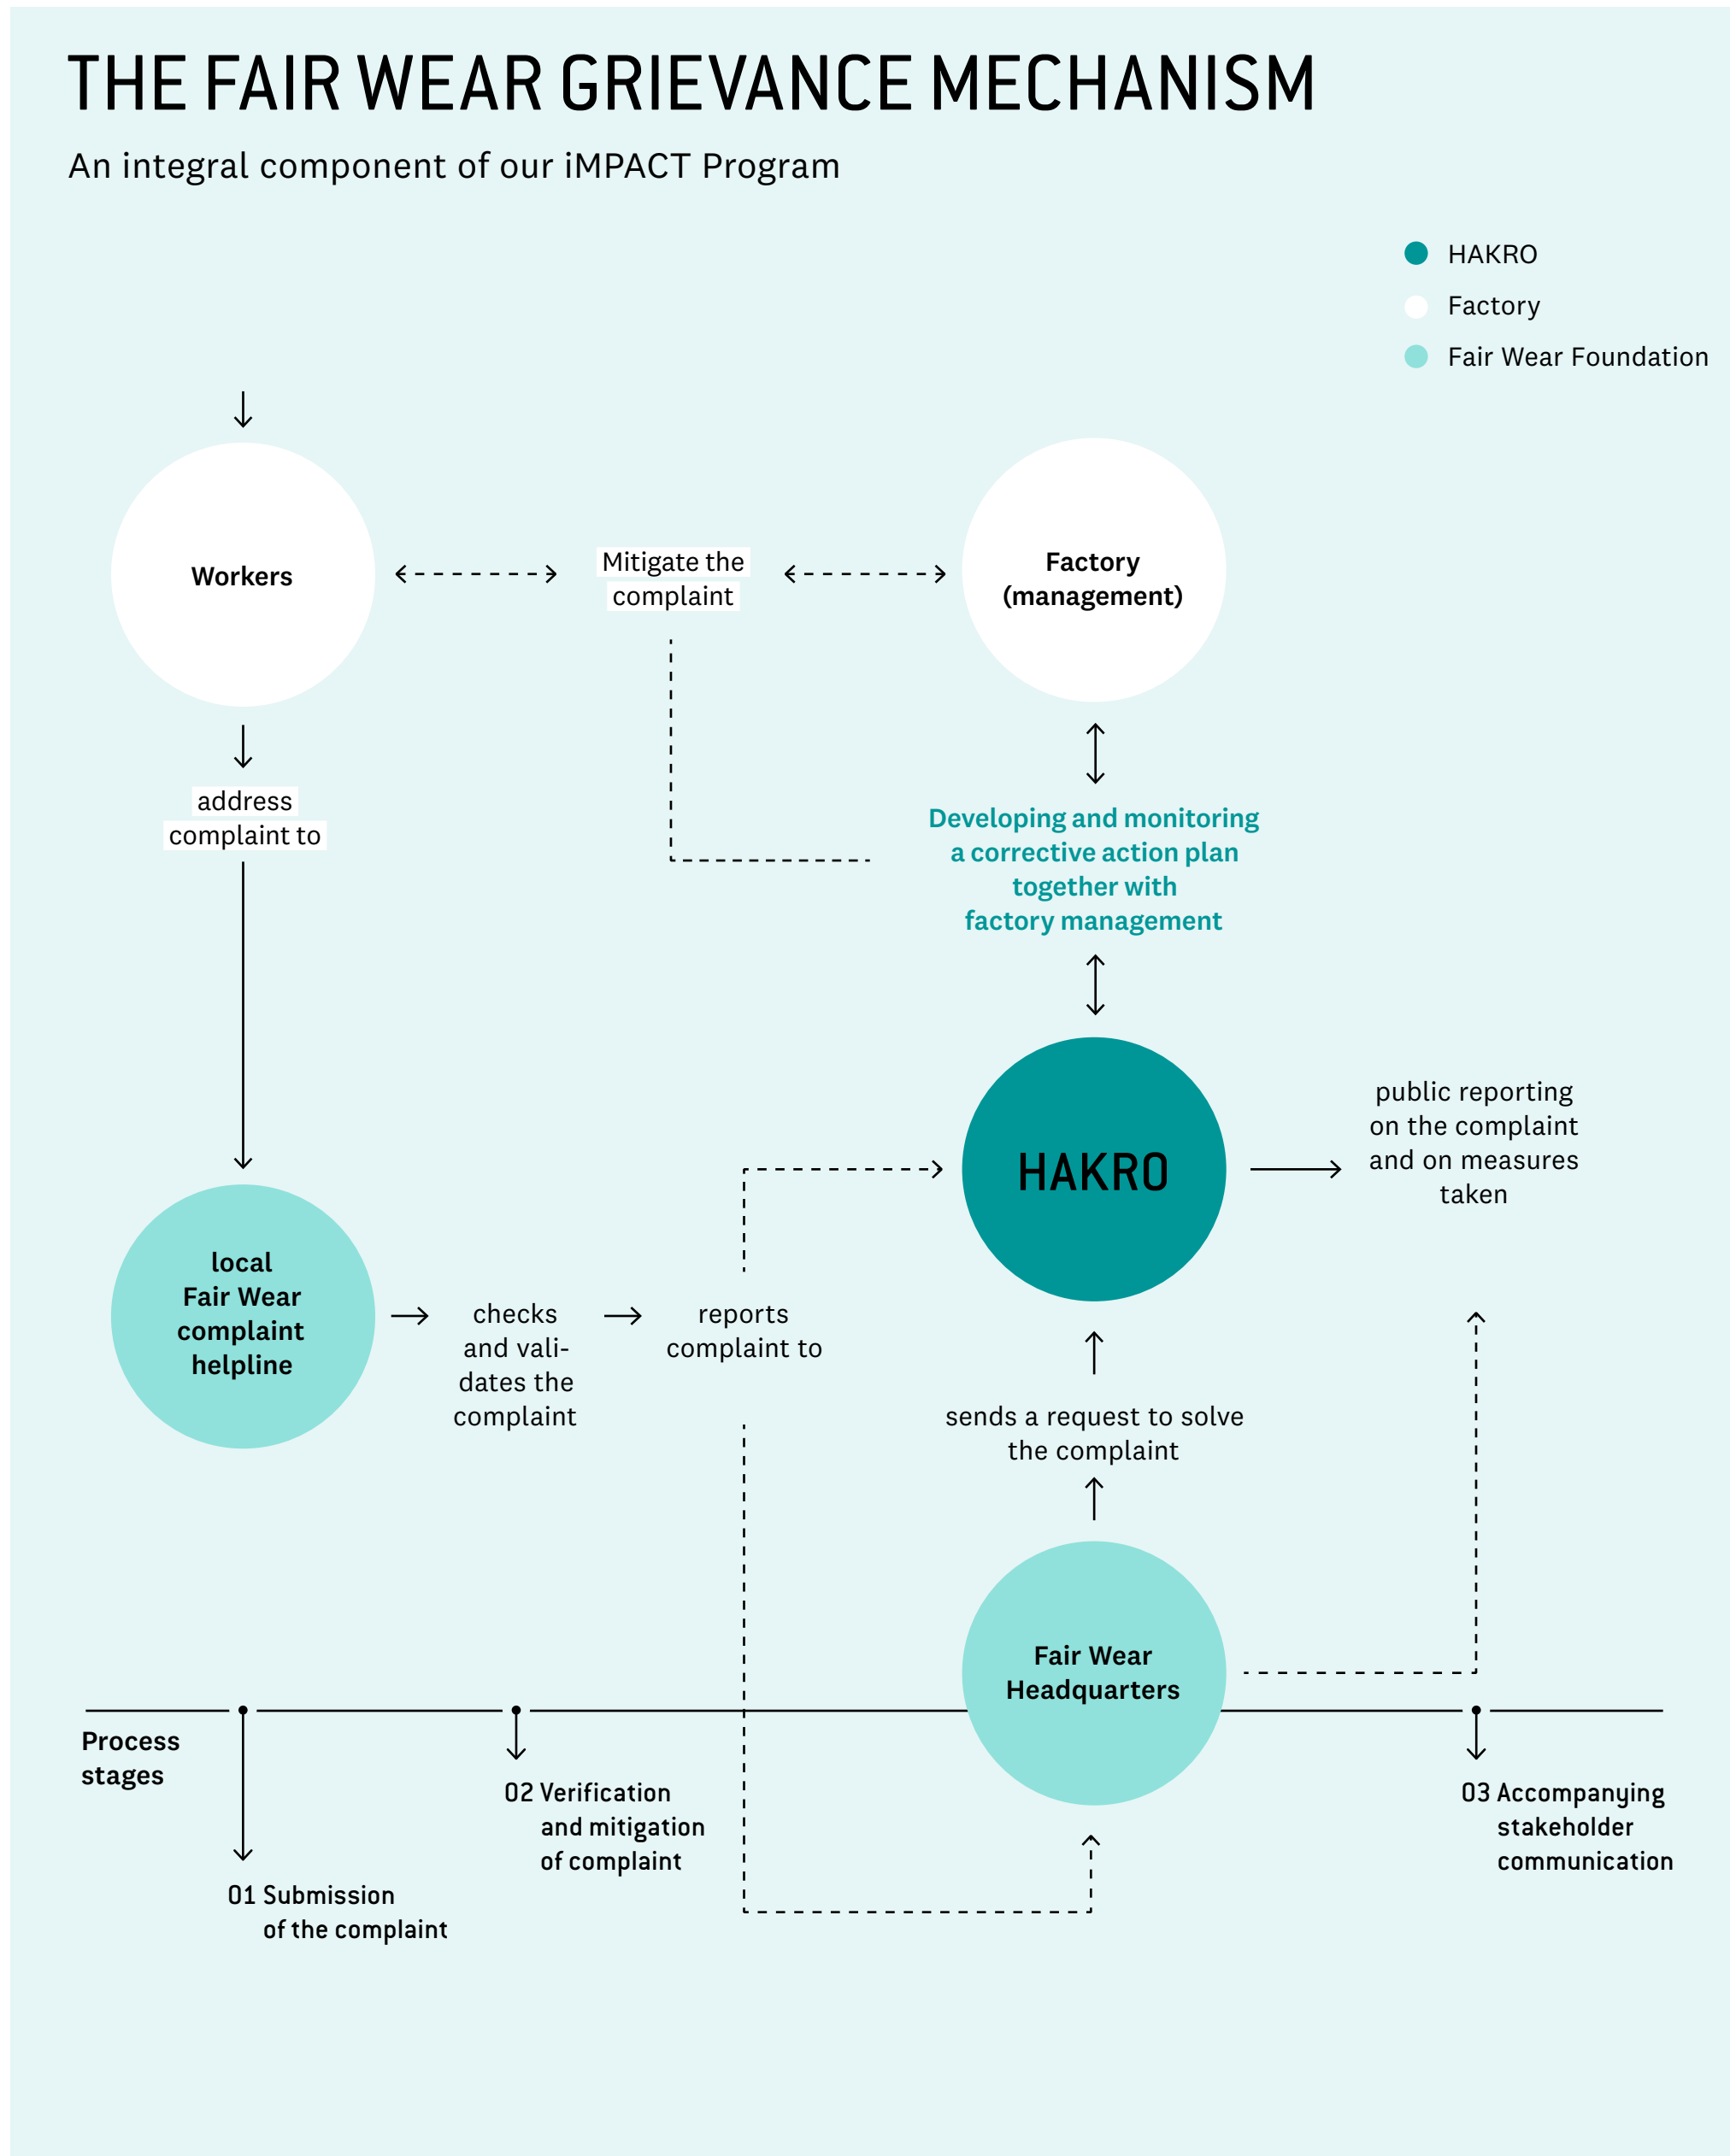 THE FAIR WEAR GRIEVANCE MECHANISM
An integral component of our iMPACT Program
HAKRO
Factory
Fair Wear Foundation
Workers
Mitigate the
complaint
Factory
(management)
address
complaint to
Developing and monitoring
a corrective action plan
together with
factory management
HAKRO
public reporting
on the complaint
and on measures
taken
local
Fair Wear
complaint
helpline
checks
and vali-
dates the
complaint
reports
complaint to
sends a request to solve
the complaint
Fair Wear
Headquarters
Process
stages
01 Submission
of the complaint
02 Verification
and mitigation
of complaint
03 Accompanying
stakeholder
communication